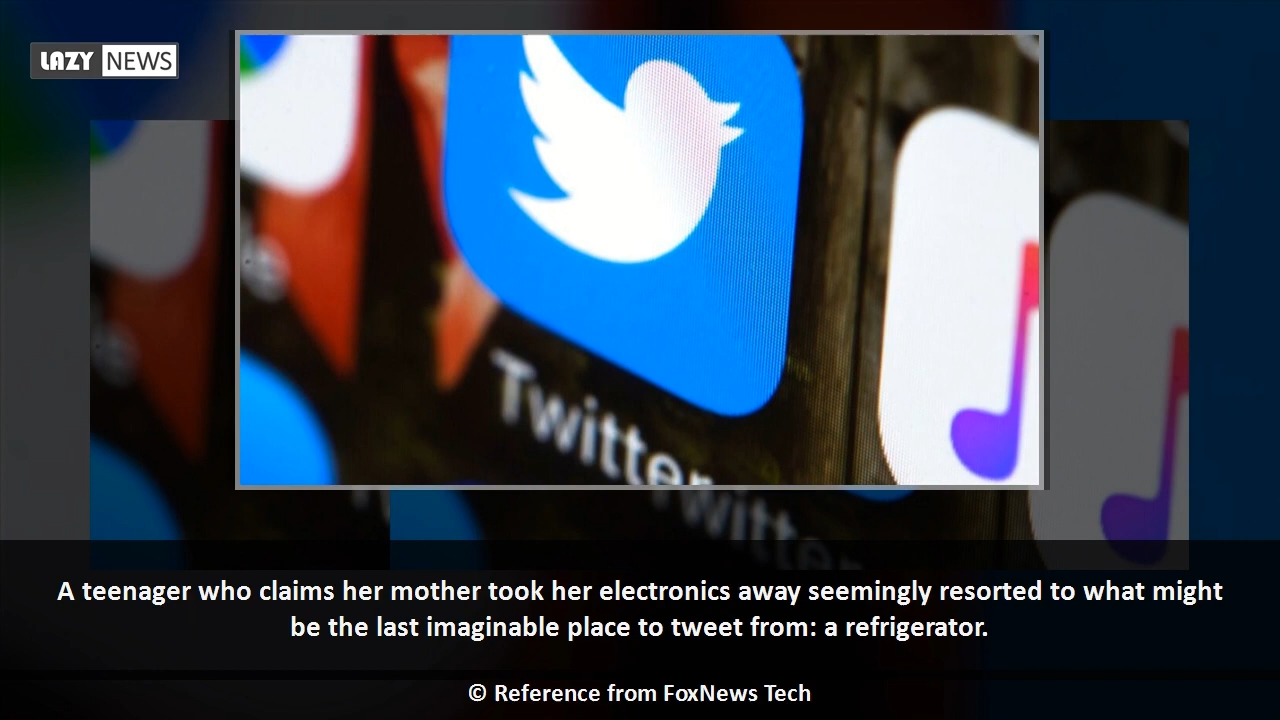 LAZY NEWS
Twitter
Twitter
A teenager who claims her mother took her electronics away seemingly resorted to what might
be the last imaginable place to tweet from: a refrigerator.
© Reference from FoxNews Tech